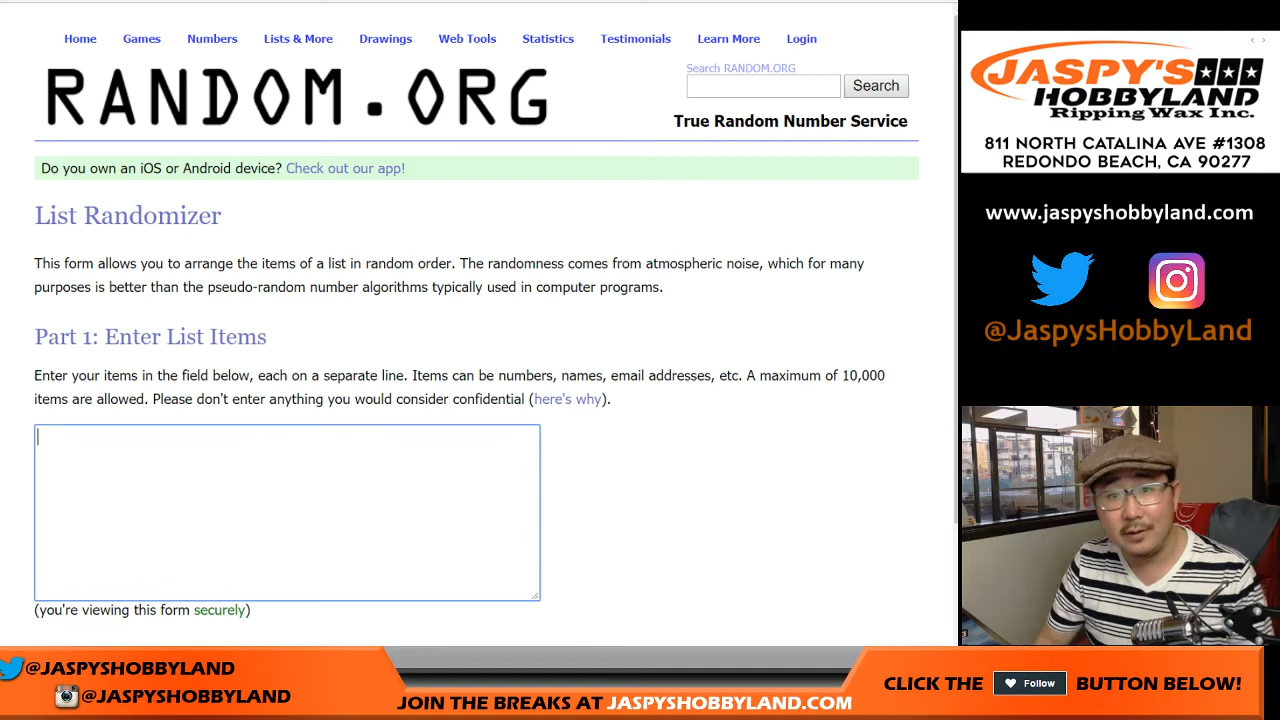 Home Games Numbers Lists & More Drawings Web Tools Statistics Testimonials Learn More Login
RANDOM.ORG
Search RANDOM.ORG
Search
True Random Number Service
Do you own an iOS or Android device? Check out our app!
List Randomizer
This form allows you to arrange the items of a list in random order. The randomness comes from atmospheric noise, which for many
purposes is better than the pseudo-random number algorithms typically used in computer programs.
Part 1: Enter List Items
Enter your items in the field below, each on a separate line. Items can be numbers, names, email addresses, etc. A maximum of 10,000
items are allowed. Please don't enter anything you would consider confidential (here's why).
(you're viewing this form securely)
JASPY'S
HOBBYLAND
Ripping Wax Inc.
811 NORTH CATALINA AVE #1308
REDONDO BEACH, CA 90277
www.jaspyshobbyland.com
@JaspysHobbyLand
@JASPYSHOBBYLAND
@JASPYSHOBBYLAND
JOIN THE BREAKS AT JASPYSHOBBYLAND.COM
CLICK THE Follow BUTTON BELOW!